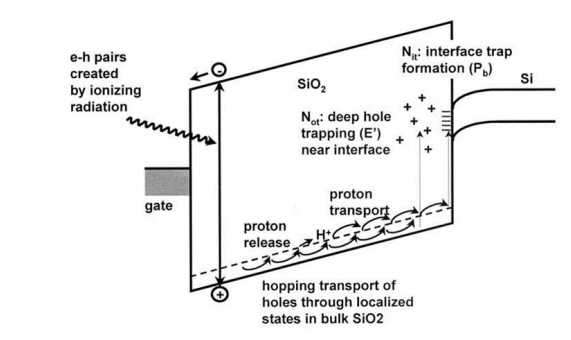 e-h pairs
created
by ionizing
radiation
-
SiO2
Nit: interface trap
formation (Pb)
Si
Not: deep hole
trapping (E')
near interface
+ + + + + + + +
gate
proton
release
H+
proton
transport
+
hopping transport of
holes through localized
states in bulk SiO2